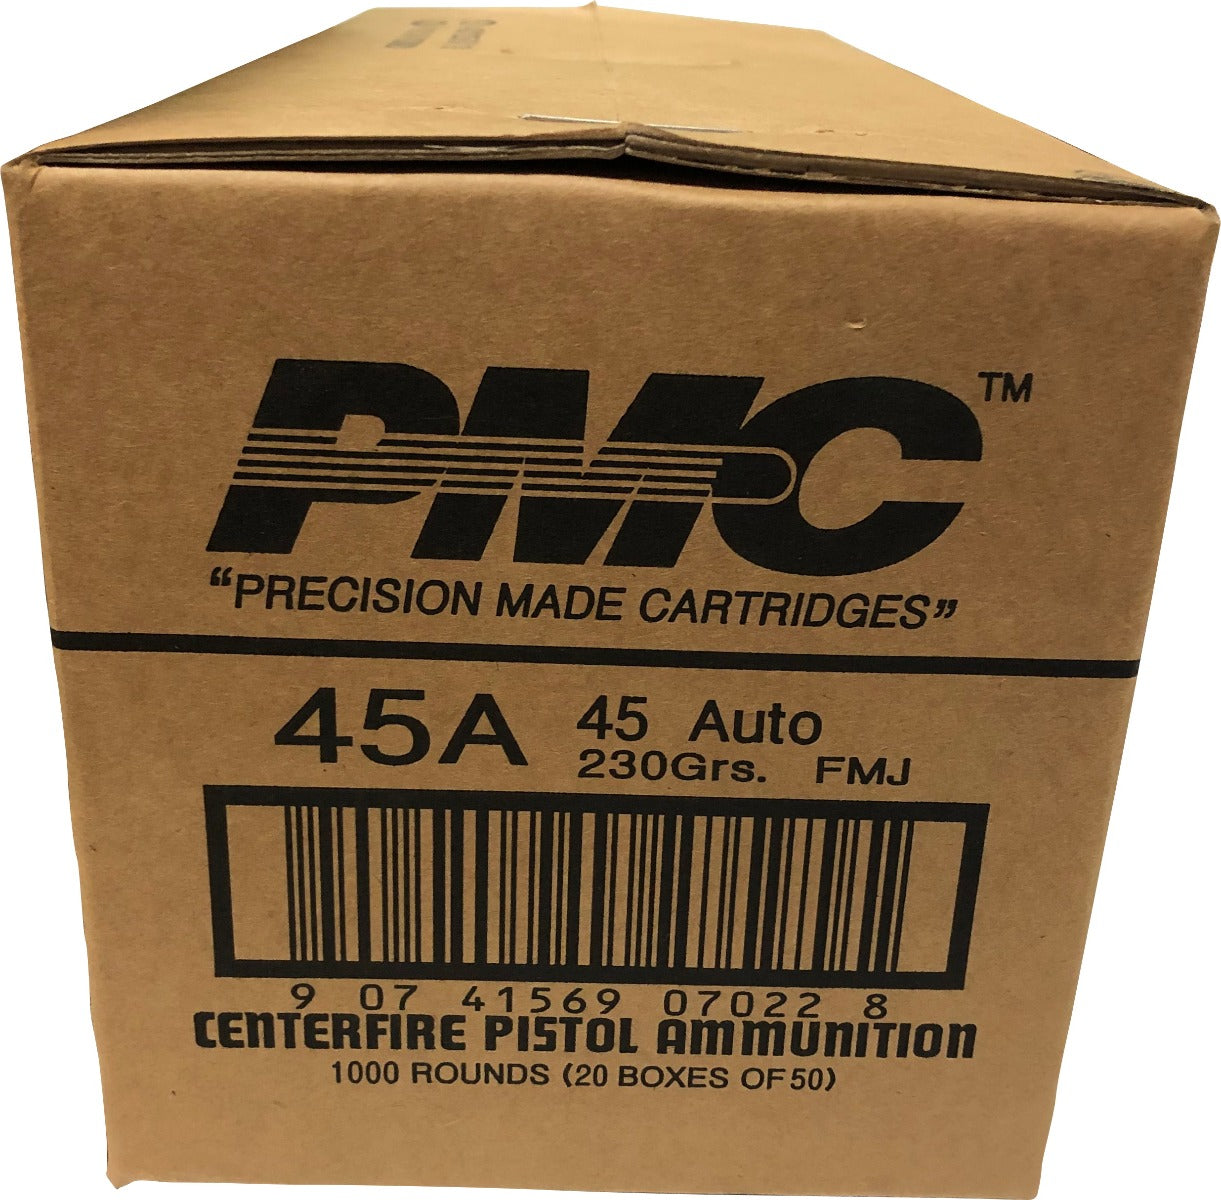 PMC™
“PRECISION MADE CARTRIDGES”
45A
45 Auto
230Grs. FMJ
9 07 41569 07022 8
CENTERFIRE PISTOL AMMUNITION
1000 ROUNDS (20 BOXES OF 50)